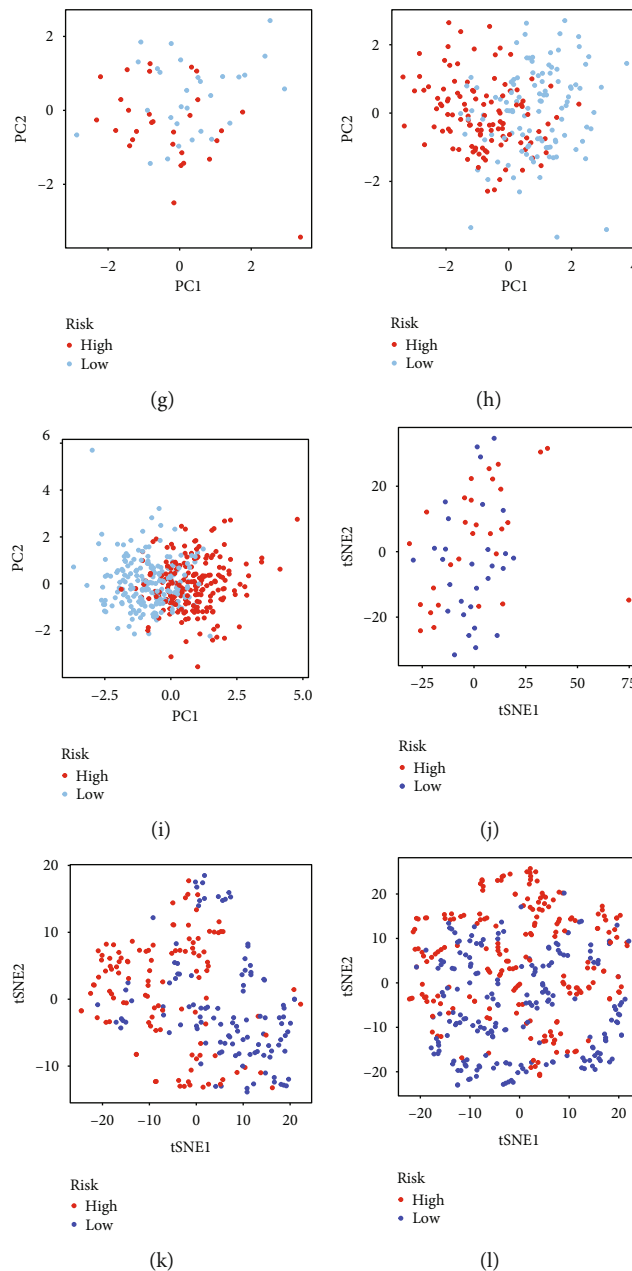 2
0
−2
PC2
−2
0
2
PC1
Risk
High
Low
(g)
2
0
−2
PC2
−2
0
2
PC1
Risk
High
Low
(h)
6
4
2
0
−2
PC2
−2.5
0.0
2.5
5.0
PC1
Risk
High
Low
(i)
20
0
−20
tSNE2
−25
0
25
50
75
tSNE1
Risk
High
Low
(j)
20
10
0
−10
tSNE2
−20
−10
0
10
20
tSNE1
Risk
High
Low
(k)
20
10
0
−10
−20
tSNE2
−20
−10
0
10
20
tSNE1
Risk
High
Low
(l)